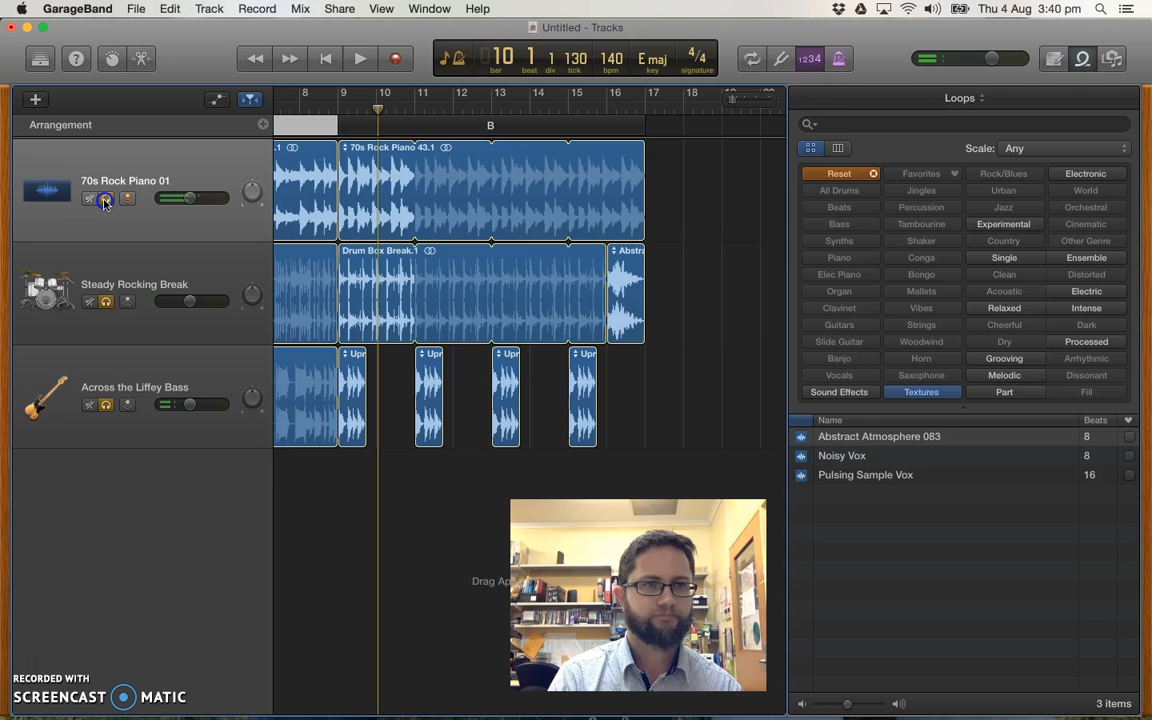 GarageBand File Edit Track Record Mix Share View Window Help Thu 4 Aug 3:40 pm
Untitled - Tracks
10 1 1 130 140 E maj 4/4
bar beat div tick bpm key signature
1234
Loops
8 9 10 11 12 13 14 15 16 17 18
Arrangement
B
Scale: Any
.1 70s Rock Piano 43.1
70s Rock Piano 01
L R
Drum Box Break.1 Abstra
Steady Rocking Break
L R
Upr Upr Upr Upr
Across the Liffey Bass
L R
Reset Favorites Rock/Blues Electronic
All Drums Jingles Urban World
Beats Percussion Jazz Orchestral
Bass Tambourine Experimental Cinematic
Synths Shaker Country Other Genre
Piano Conga Single Ensemble
Elec Piano Bongo Clean Distorted
Organ Mallets Acoustic Electric
Clavinet Vibes Relaxed Intense
Guitars Strings Cheerful Dark
Slide Guitar Woodwind Dry Processed
Banjo Horn Grooving Arrhythmic
Vocals Saxophone Melodic Dissonant
Sound Effects Textures Part Fill
Name Beats
Abstract Atmosphere 083 8
Noisy Vox 8
Pulsing Sample Vox 16
Drag Ap
3 items
RECORDED WITH
SCREENCAST MATIC